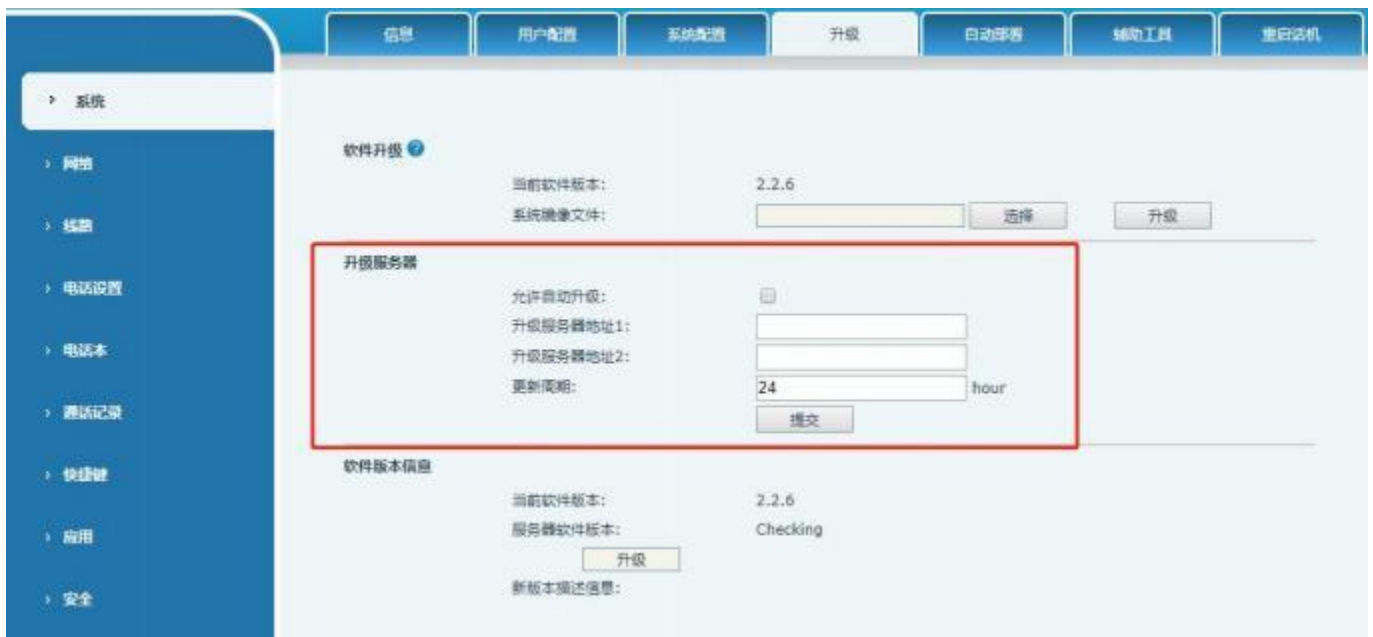 信息 用户配置 系统配置 升级 自动部署 辅助工具 重启话机
系统
网络
线路
电话设置
电话本
通话记录
快捷键
应用
安全
软件升级
当前软件版本: 2.2.6
系统镜像文件: 选择 升级
升级服务器
允许自动升级:
升级服务器地址1:
升级服务器地址2:
更新周期: 24 hour
提交
软件版本信息
当前软件版本: 2.2.6
服务器软件版本: Checking
升级
新版本描述信息: